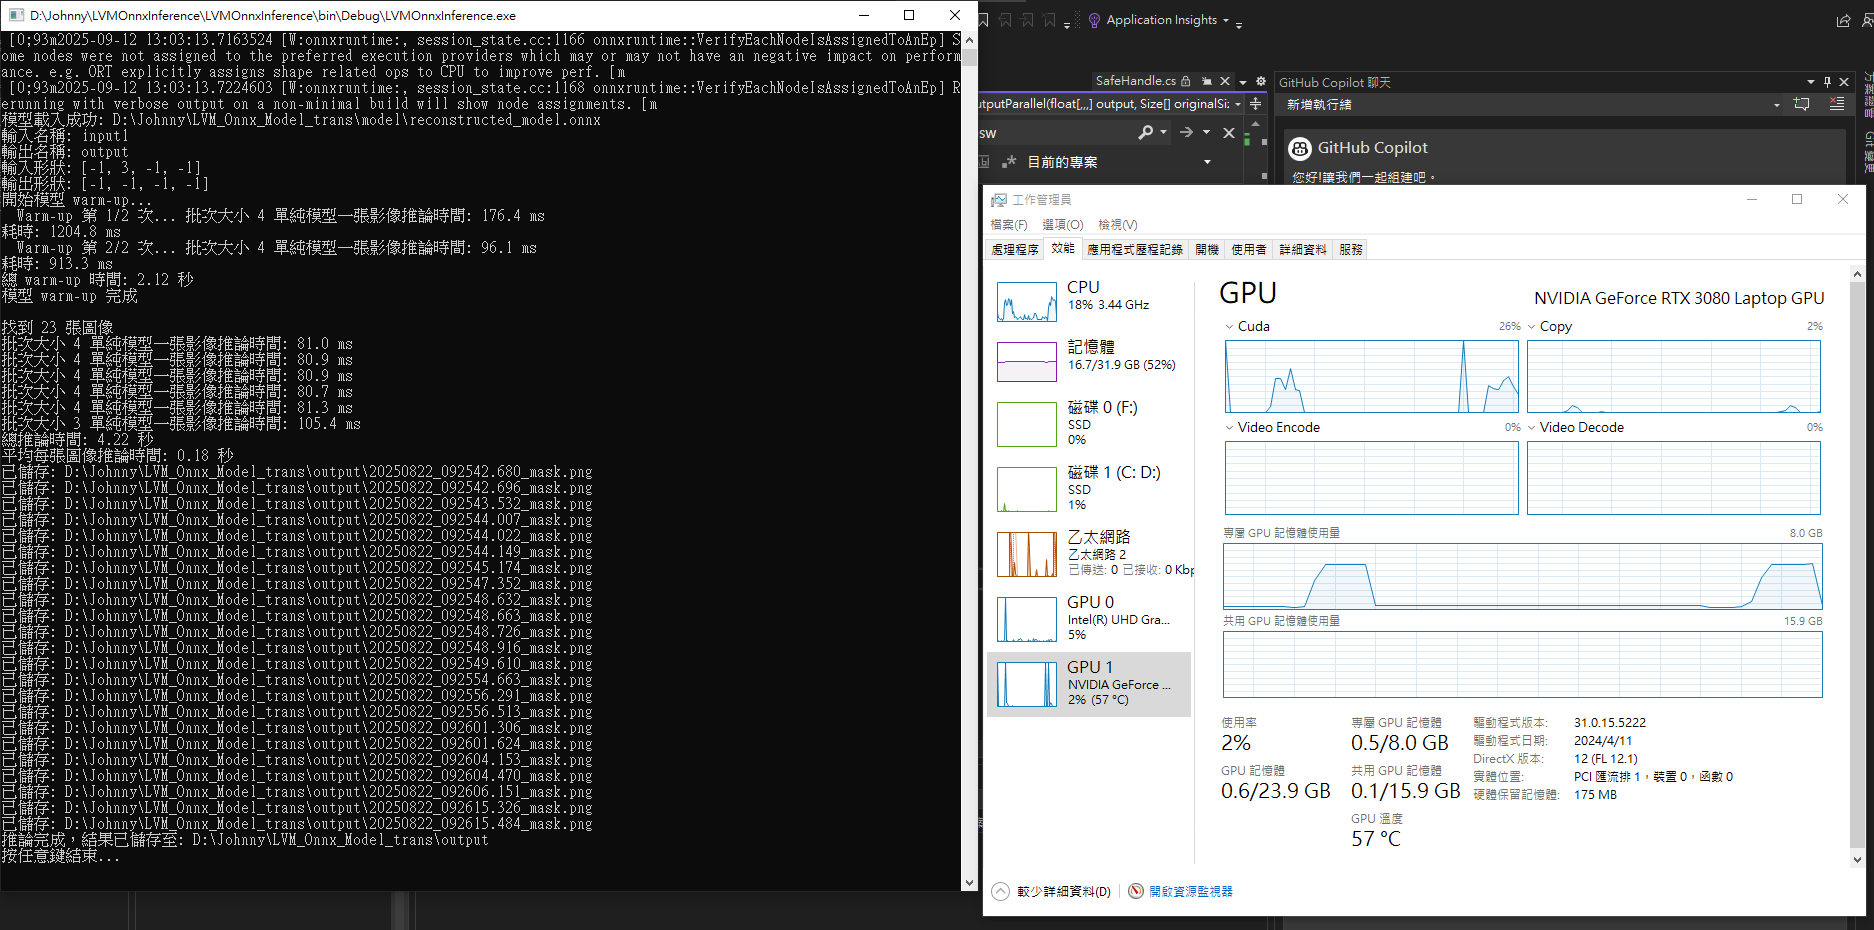 D:\Johnny\LVMOnnxInference\LVMOnnxInference\bin\Debug\LVMOnnxInference.exe
[0;93m2025-09-12 13:03:13.7163524 [W:onnxruntime:, session_state.cc:1166 onnxruntime::VerifyEachNodeIsAssignedToAnEp] S
ome nodes were not assigned to the preferred execution providers which may or may not have an negative impact on perform
ance. e.g. ORT explicitly assigns shape related ops to CPU to improve perf. [m
[0;93m2025-09-12 13:03:13.7224603 [W:onnxruntime:, session_state.cc:1168 onnxruntime::VerifyEachNodeIsAssignedToAnEp] R
erunning with verbose output on a non-minimal build will show node assignments. [m
模型載入成功: D:\Johnny\LVM_Onnx_Model_trans\model\reconstructed_model.onnx
輸入名稱: input1
輸出名稱: output
輸入形狀: [-1, 3, -1, -1]
輸出形狀: [-1, -1, -1, -1]
開始模型 warm-up...
Warm-up 第 1/2 次... 批次大小 4 單純模型一張影像推論時間: 176.4 ms
耗時: 1204.8 ms
Warm-up 第 2/2 次... 批次大小 4 單純模型一張影像推論時間: 96.1 ms
耗時: 913.3 ms
總 warm-up 時間: 2.12 秒
模型 warm-up 完成
找到 23 張圖像
批次大小 4 單純模型一張影像推論時間: 81.0 ms
批次大小 4 單純模型一張影像推論時間: 80.9 ms
批次大小 4 單純模型一張影像推論時間: 80.9 ms
批次大小 4 單純模型一張影像推論時間: 80.7 ms
批次大小 4 單純模型一張影像推論時間: 81.3 ms
批次大小 3 單純模型一張影像推論時間: 105.4 ms
總推論時間: 4.22 秒
平均每張圖像推論時間: 0.18 秒
已儲存: D:\Johnny\LVM_Onnx_Model_trans\output\20250822_092542.680_mask.png
已儲存: D:\Johnny\LVM_Onnx_Model_trans\output\20250822_092542.696_mask.png
已儲存: D:\Johnny\LVM_Onnx_Model_trans\output\20250822_092543.532_mask.png
已儲存: D:\Johnny\LVM_Onnx_Model_trans\output\20250822_092544.007_mask.png
已儲存: D:\Johnny\LVM_Onnx_Model_trans\output\20250822_092544.022_mask.png
已儲存: D:\Johnny\LVM_Onnx_Model_trans\output\20250822_092544.149_mask.png
已儲存: D:\Johnny\LVM_Onnx_Model_trans\output\20250822_092545.174_mask.png
已儲存: D:\Johnny\LVM_Onnx_Model_trans\output\20250822_092547.352_mask.png
已儲存: D:\Johnny\LVM_Onnx_Model_trans\output\20250822_092548.632_mask.png
已儲存: D:\Johnny\LVM_Onnx_Model_trans\output\20250822_092548.663_mask.png
已儲存: D:\Johnny\LVM_Onnx_Model_trans\output\20250822_092548.726_mask.png
已儲存: D:\Johnny\LVM_Onnx_Model_trans\output\20250822_092548.916_mask.png
已儲存: D:\Johnny\LVM_Onnx_Model_trans\output\20250822_092549.610_mask.png
已儲存: D:\Johnny\LVM_Onnx_Model_trans\output\20250822_092554.663_mask.png
已儲存: D:\Johnny\LVM_Onnx_Model_trans\output\20250822_092556.291_mask.png
已儲存: D:\Johnny\LVM_Onnx_Model_trans\output\20250822_092556.513_mask.png
已儲存: D:\Johnny\LVM_Onnx_Model_trans\output\20250822_092601.306_mask.png
已儲存: D:\Johnny\LVM_Onnx_Model_trans\output\20250822_092601.624_mask.png
已儲存: D:\Johnny\LVM_Onnx_Model_trans\output\20250822_092604.153_mask.png
已儲存: D:\Johnny\LVM_Onnx_Model_trans\output\20250822_092604.470_mask.png
已儲存: D:\Johnny\LVM_Onnx_Model_trans\output\20250822_092606.151_mask.png
已儲存: D:\Johnny\LVM_Onnx_Model_trans\output\20250822_092615.326_mask.png
已儲存: D:\Johnny\LVM_Onnx_Model_trans\output\20250822_092615.484_mask.png
推論完成，結果已儲存至: D:\Johnny\LVM_Onnx_Model_trans\output
按任意鍵結束...
Application Insights
SafeHandle.cs
utputParallel(float[,,,] output, Size[] originalSiz
sw
目前的專案
GitHub Copilot 聊天
新增執行緒
GitHub Copilot
您好!讓我們一起組建吧。
工作管理員
檔案(F) 選項(O) 檢視(V)
處理程序 效能 應用程式歷程記錄 開機 使用者 詳細資料 服務
CPU
18% 3.44 GHz
記憶體
16.7/31.9 GB (52%)
磁碟 0 (F:)
SSD
0%
磁碟 1 (C: D:)
SSD
1%
乙太網路
乙太網路 2
已傳送: 0 已接收: 0 Kbp
GPU 0
Intel(R) UHD Gra...
5%
GPU 1
NVIDIA GeForce ...
2% (57 °C)
GPU
NVIDIA GeForce RTX 3080 Laptop GPU
Cuda 26% Copy 2%
Video Encode 0% Video Decode 0%
專屬 GPU 記憶體使用量 8.0 GB
共用 GPU 記憶體使用量 15.9 GB
使用率
2%
GPU 記憶體
0.6/23.9 GB
專屬 GPU 記憶體
0.5/8.0 GB
共用 GPU 記憶體
0.1/15.9 GB
GPU 溫度
57 °C
驅動程式版本: 31.0.15.5222
驅動程式日期: 2024/4/11
DirectX 版本: 12 (FL 12.1)
實體位置: PCI 匯流排 1，裝置 0，函數 0
硬體保留記憶體: 175 MB
較少詳細資料(D)
開啟資源監視器